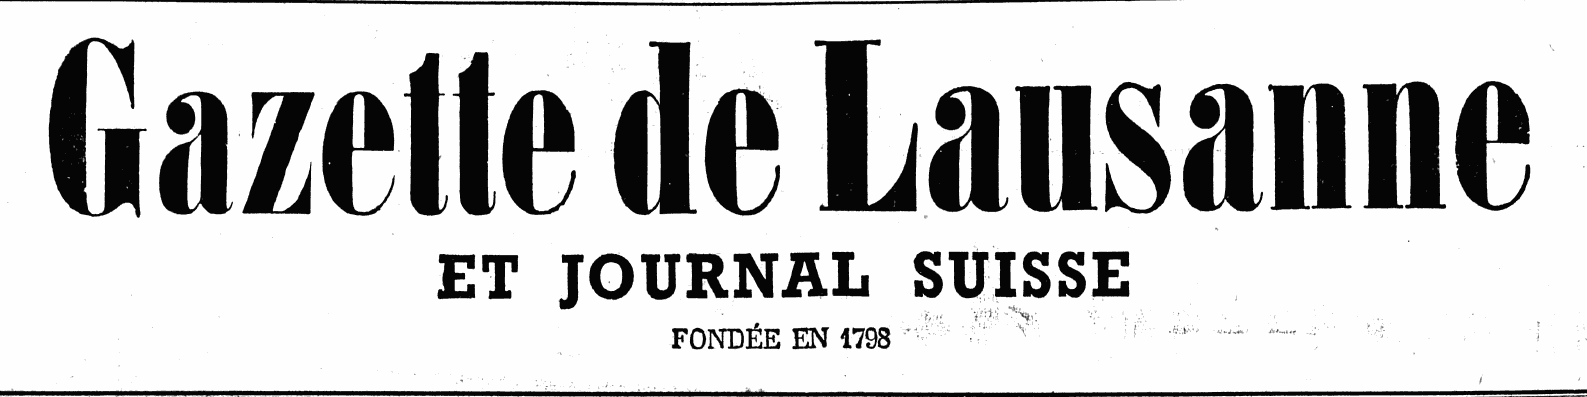 Gazette de Lausanne
ET JOURNAL SUISSE
FONDÉE EN 1798